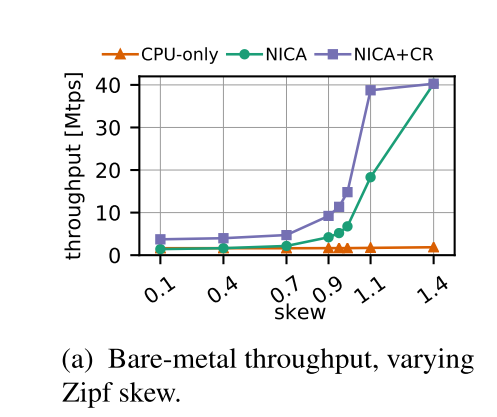 CPU-only NICA NICA+CR
throughput [Mtps]
40
30
20
10
0
0.1 0.4 0.7 0.9 1.1 1.4
skew
(a) Bare-metal throughput, varying
Zipf skew.